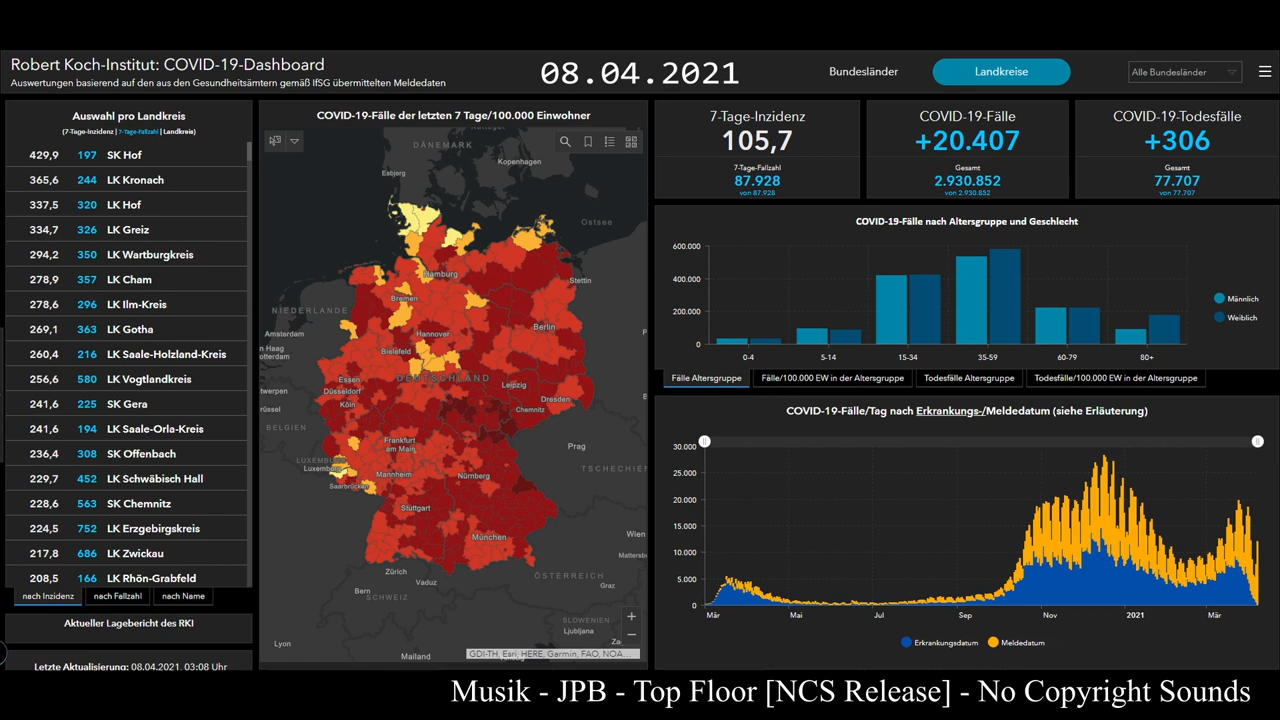 Robert Koch-Institut: COVID-19-Dashboard
Auswertungen basierend auf den aus den Gesundheitsämtern gemäß IfSG übermittelten Meldedaten
08.04.2021
Bundesländer
Landkreise
Alle Bundesländer
Auswahl pro Landkreis
(7-Tage-Inzidenz | 7-Tage-Fallzahl | Landkreis)
429,9 197 SK Hof
365,6 244 LK Kronach
337,5 320 LK Hof
334,7 326 LK Greiz
294,2 350 LK Wartburgkreis
278,9 357 LK Cham
278,6 296 LK Ilm-Kreis
269,1 363 LK Gotha
260,4 216 LK Saale-Holzland-Kreis
256,6 580 LK Vogtlandkreis
241,6 225 SK Gera
241,6 194 LK Saale-Orla-Kreis
236,4 308 SK Offenbach
229,7 452 LK Schwäbisch Hall
228,6 563 SK Chemnitz
224,5 752 LK Erzgebirgskreis
217,8 686 LK Zwickau
208,5 166 LK Rhön-Grabfeld
nach Inzidenz
nach Fallzahl
nach Name
Aktueller Lagebericht des RKI
Letzte Aktualisierung: 08.04.2021, 03:08 Uhr
COVID-19-Fälle der letzten 7 Tage/100.000 Einwohner
DÄNEMARK
Kopenhagen
Esbjerg
Ostsee
Hamburg
Stettin
Bremen
NIEDERLANDE
Amsterdam
Hannover
Berlin
n Haag
otterdam
Bielefeld
DEUTSCHLAND
Essen
Leipzig
twerpen
Düsseldorf
Dresden
Köln
Chemnitz
rüssel
BELGIEN
Frankfurt
am Main
Prag
LUXEMBURG
Luxemburg
TSCHECHIEN
Mannheim
Nürnberg
Saarbrücken
Stuttgart
Wien
München
Mattersb
Zürich
Vaduz
ÖSTERREICH
Bern
Graz
SCHWEIZ
SLOWENIEN
Ljubljana
Lyon
Za
Mailand
GDI-TH, Esri, HERE, Garmin, FAO, NOA...
7-Tage-Inzidenz
105,7
7-Tage-Fallzahl
87.928
von 87.928
COVID-19-Fälle
+20.407
Gesamt
2.930.852
von 2.930.852
COVID-19-Todesfälle
+306
Gesamt
77.707
von 77.707
COVID-19-Fälle nach Altersgruppe und Geschlecht
600.000
400.000
200.000
0
0-4 5-14 15-34 35-59 60-79 80+
Männlich
Weiblich
Fälle Altersgruppe
Fälle/100.000 EW in der Altersgruppe
Todesfälle Altersgruppe
Todesfälle/100.000 EW in der Altersgruppe
COVID-19-Fälle/Tag nach Erkrankungs-/Meldedatum (siehe Erläuterung)
30.000
25.000
20.000
15.000
10.000
5.000
0
Mär Mai Jul Sep Nov 2021 Mär
Erkrankungsdatum
Meldedatum
Musik - JPB - Top Floor [NCS Release] - No Copyright Sounds